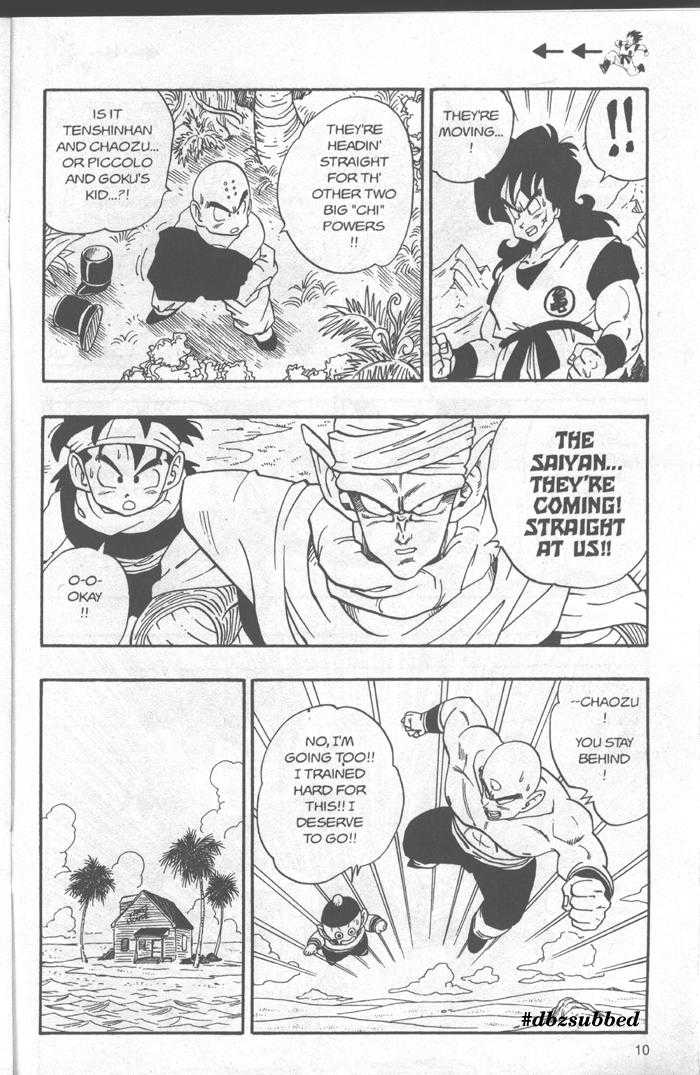 !!
THEY'RE
MOVING...
!
THEY'RE
HEADIN'
STRAIGHT
FOR TH'
OTHER TWO
BIG "CHI"
POWERS
!!
IS IT
TENSHINHAN
AND CHAOZU...
OR PICCOLO
AND GOKU'S
KID...?!
THE
SAIYAN...
THEY'RE
COMING!
STRAIGHT
AT US!!
O-O-
OKAY
!!
--CHAOZU
!
YOU STAY
BEHIND
!
NO, I'M
GOING TOO!!
I TRAINED
HARD FOR
THIS!! I
DESERVE
TO GO!!
#dbzsubbed
10